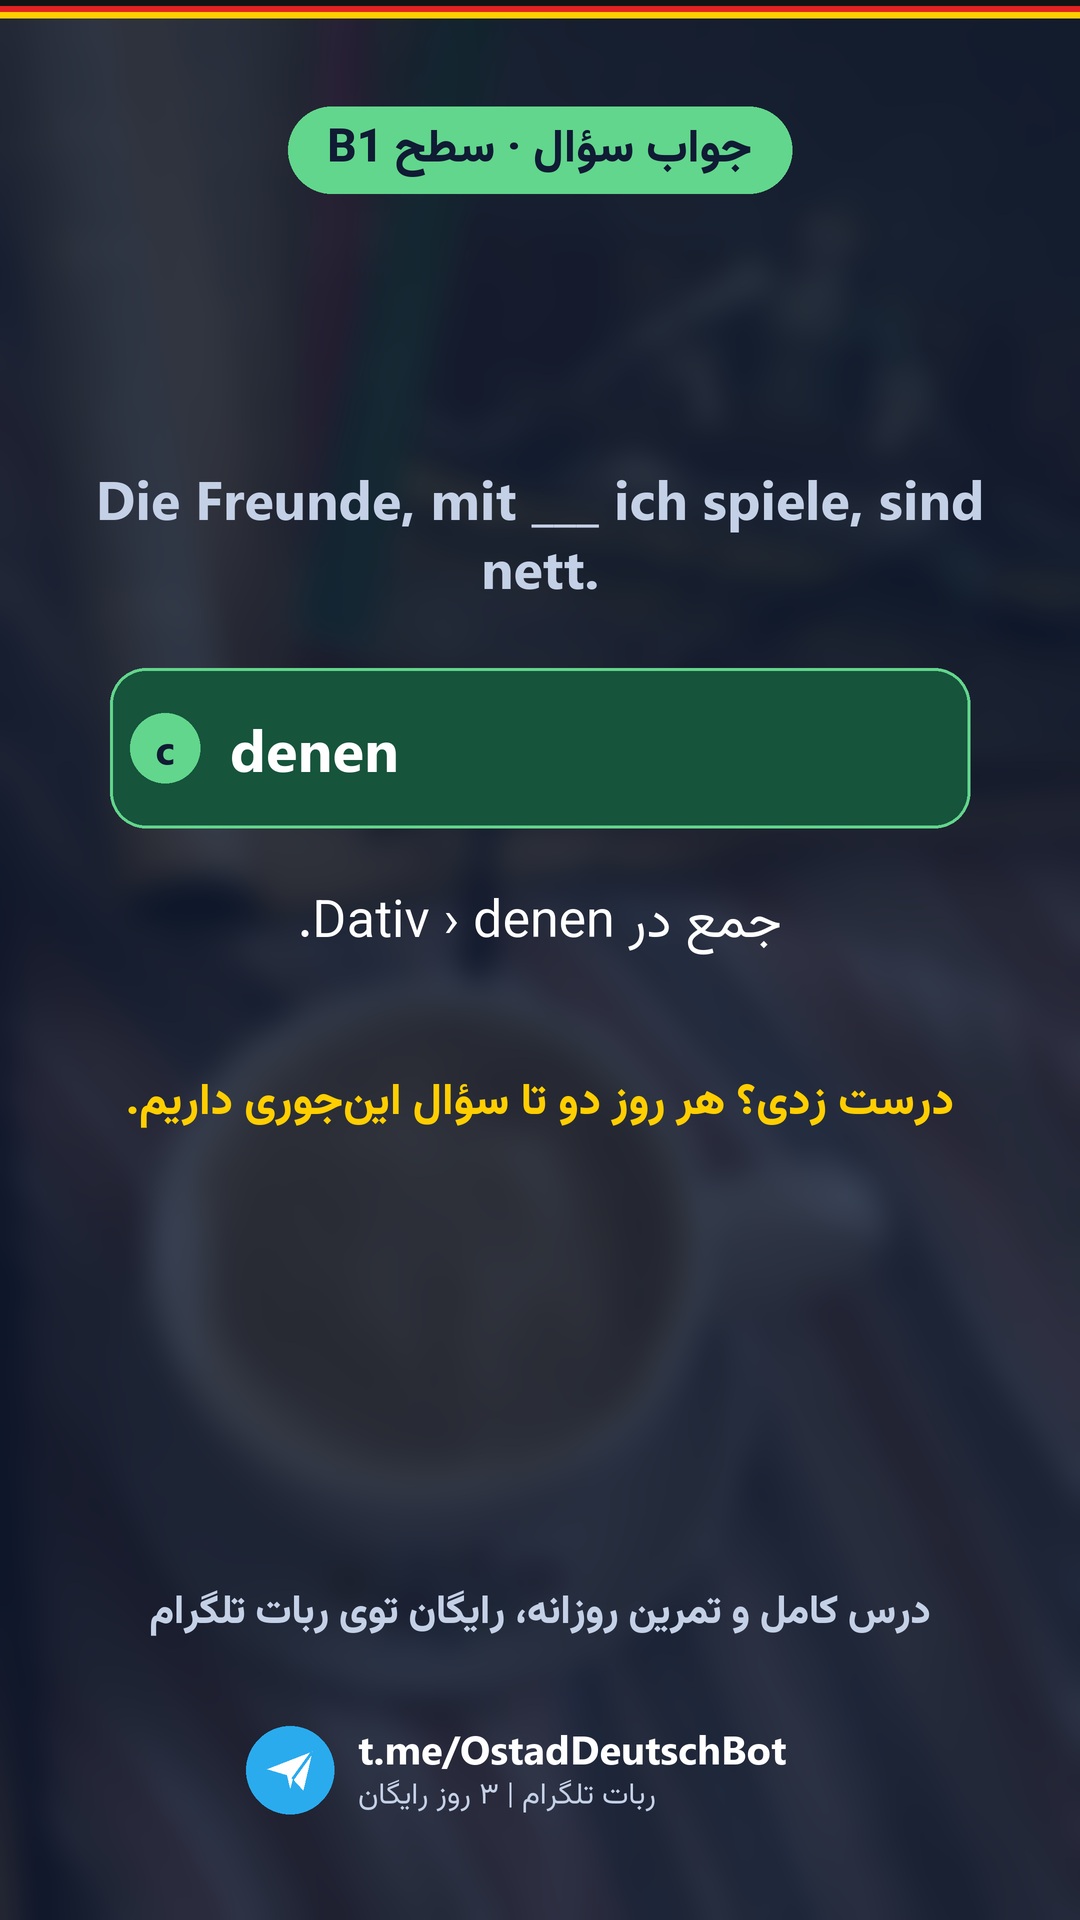 جواب سؤال · سطح B1
Die Freunde, mit ___ ich spiele, sind
nett.
c denen
جمع در Dativ › denen.
درست زدی؟ هر روز دو تا سؤال این‌جوری داریم.
درس کامل و تمرین روزانه، رایگان توی ربات تلگرام
t.me/OstadDeutschBot
ربات تلگرام | ۳ روز رایگان